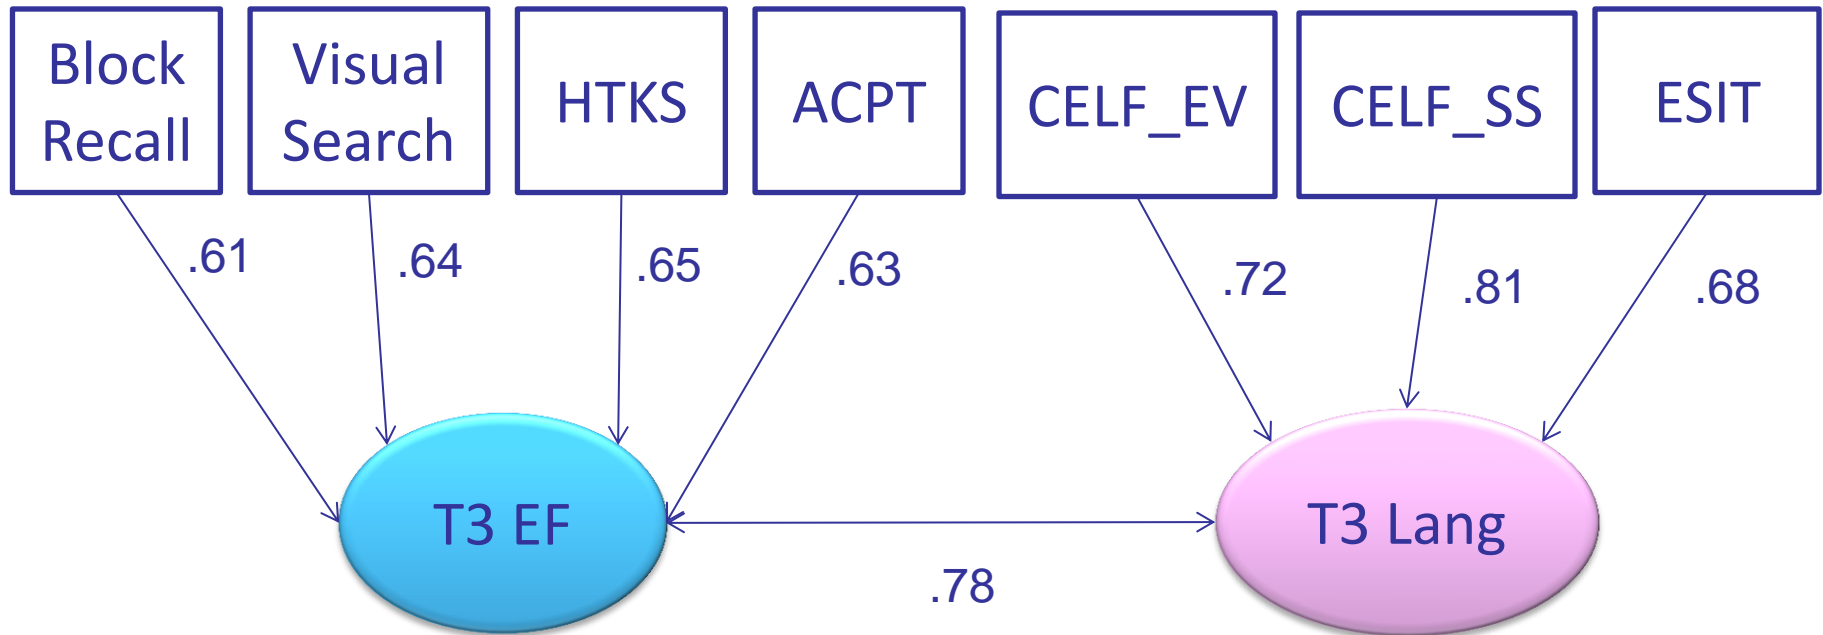 Block
Recall
Visual
Search
HTKS
ACPT
CELF_EV
CELF_SS
ESIT
.61
.64
.65
.63
.72
.81
.68
T3 EF
T3 Lang
.78